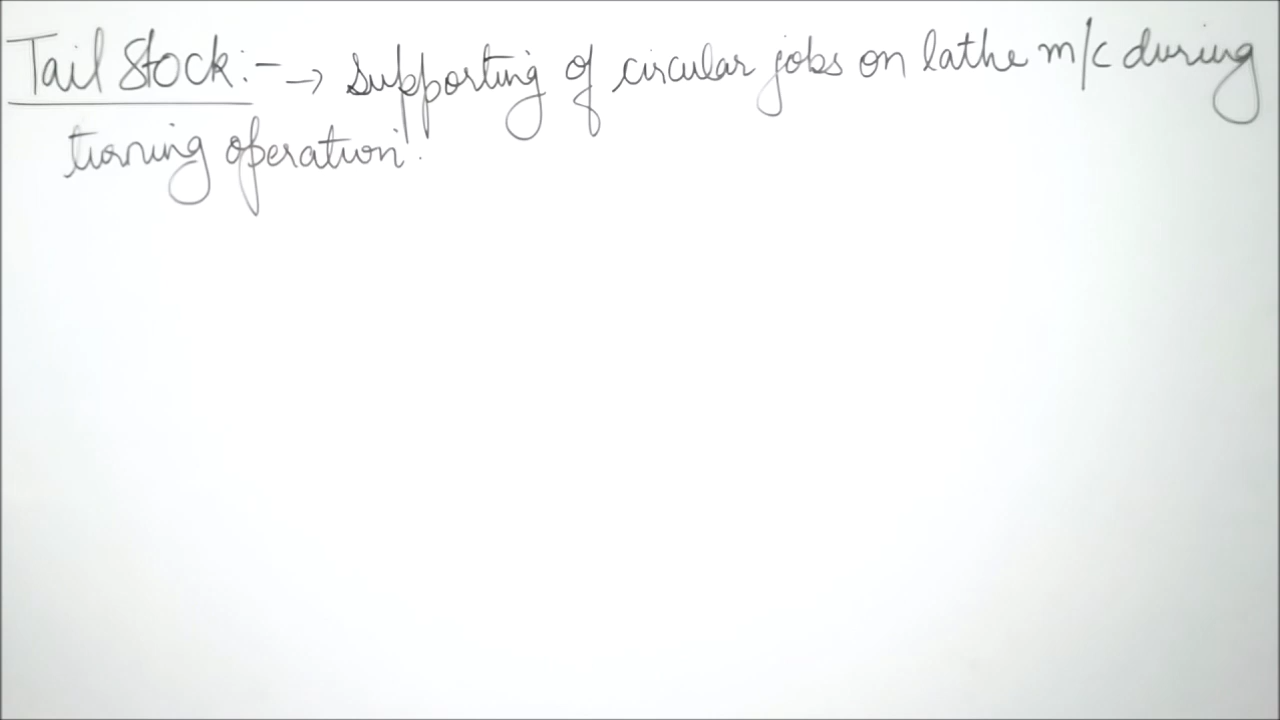 Tail Stock:- → Supporting of circular jobs on lathe m/c during
turning operation.